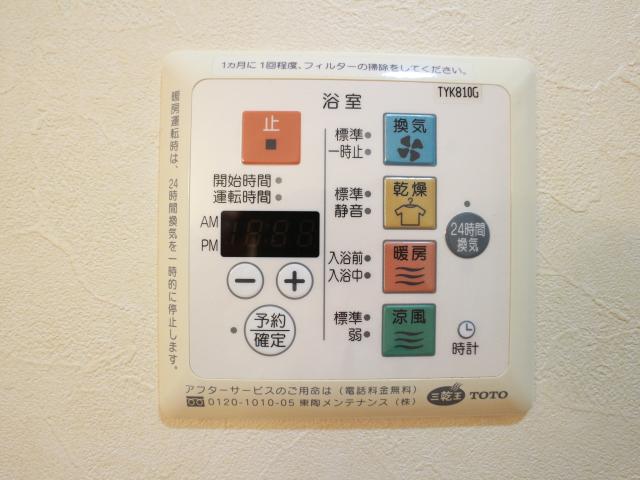 1ヵ月に1回程度、フィルターの掃除をしてください。
TYK810G
浴室
暖房運転時は、24時間換気を一時的に停止します。
止
開始時間
運転時間
AM
PM
予約
確定
標準
一時止
換気
標準
静音
乾燥
入浴前
入浴中
暖房
標準
弱
涼風
24時間
換気
時計
アフターサービスのご用命は(電話料金無料)
0120-1010-05 東陶メンテナンス(株)
三乾王 TOTO